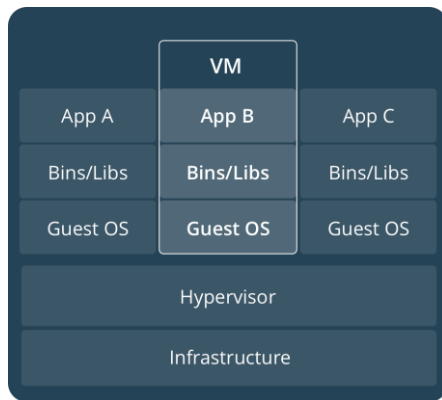 VM
App A App B App C
Bins/Libs Bins/Libs Bins/Libs
Guest OS Guest OS Guest OS
Hypervisor
Infrastructure